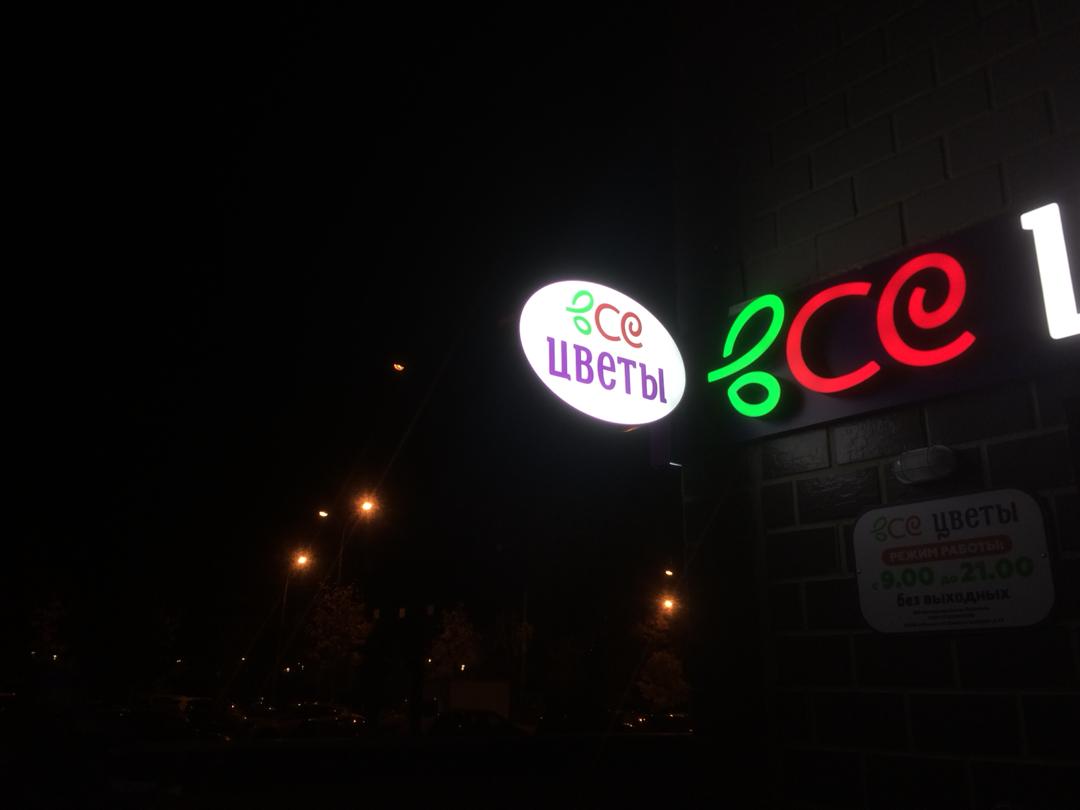 все
цветы
все Ц
все цветы
РЕЖИМ РАБОТЫ:
с 9.00 до 21.00
без выходных